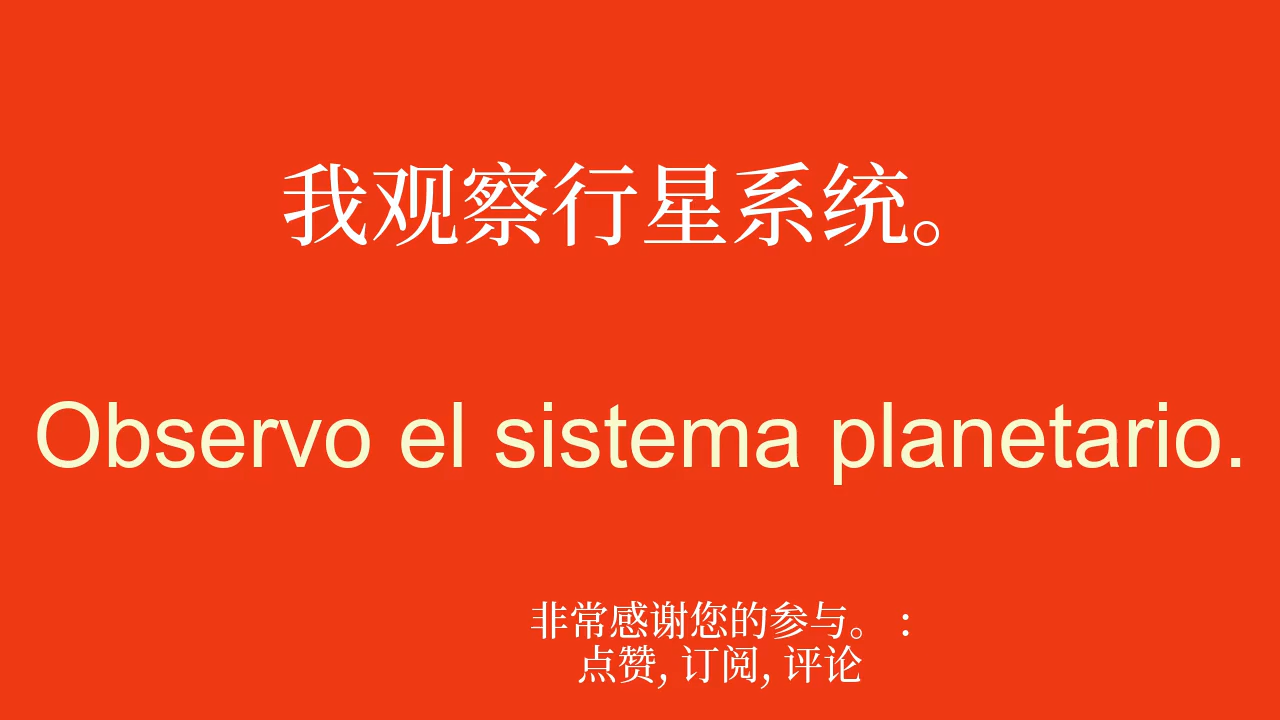 我观察行星系统。
Observo el sistema planetario.
非常感谢您的参与。 :
点赞, 订阅, 评论